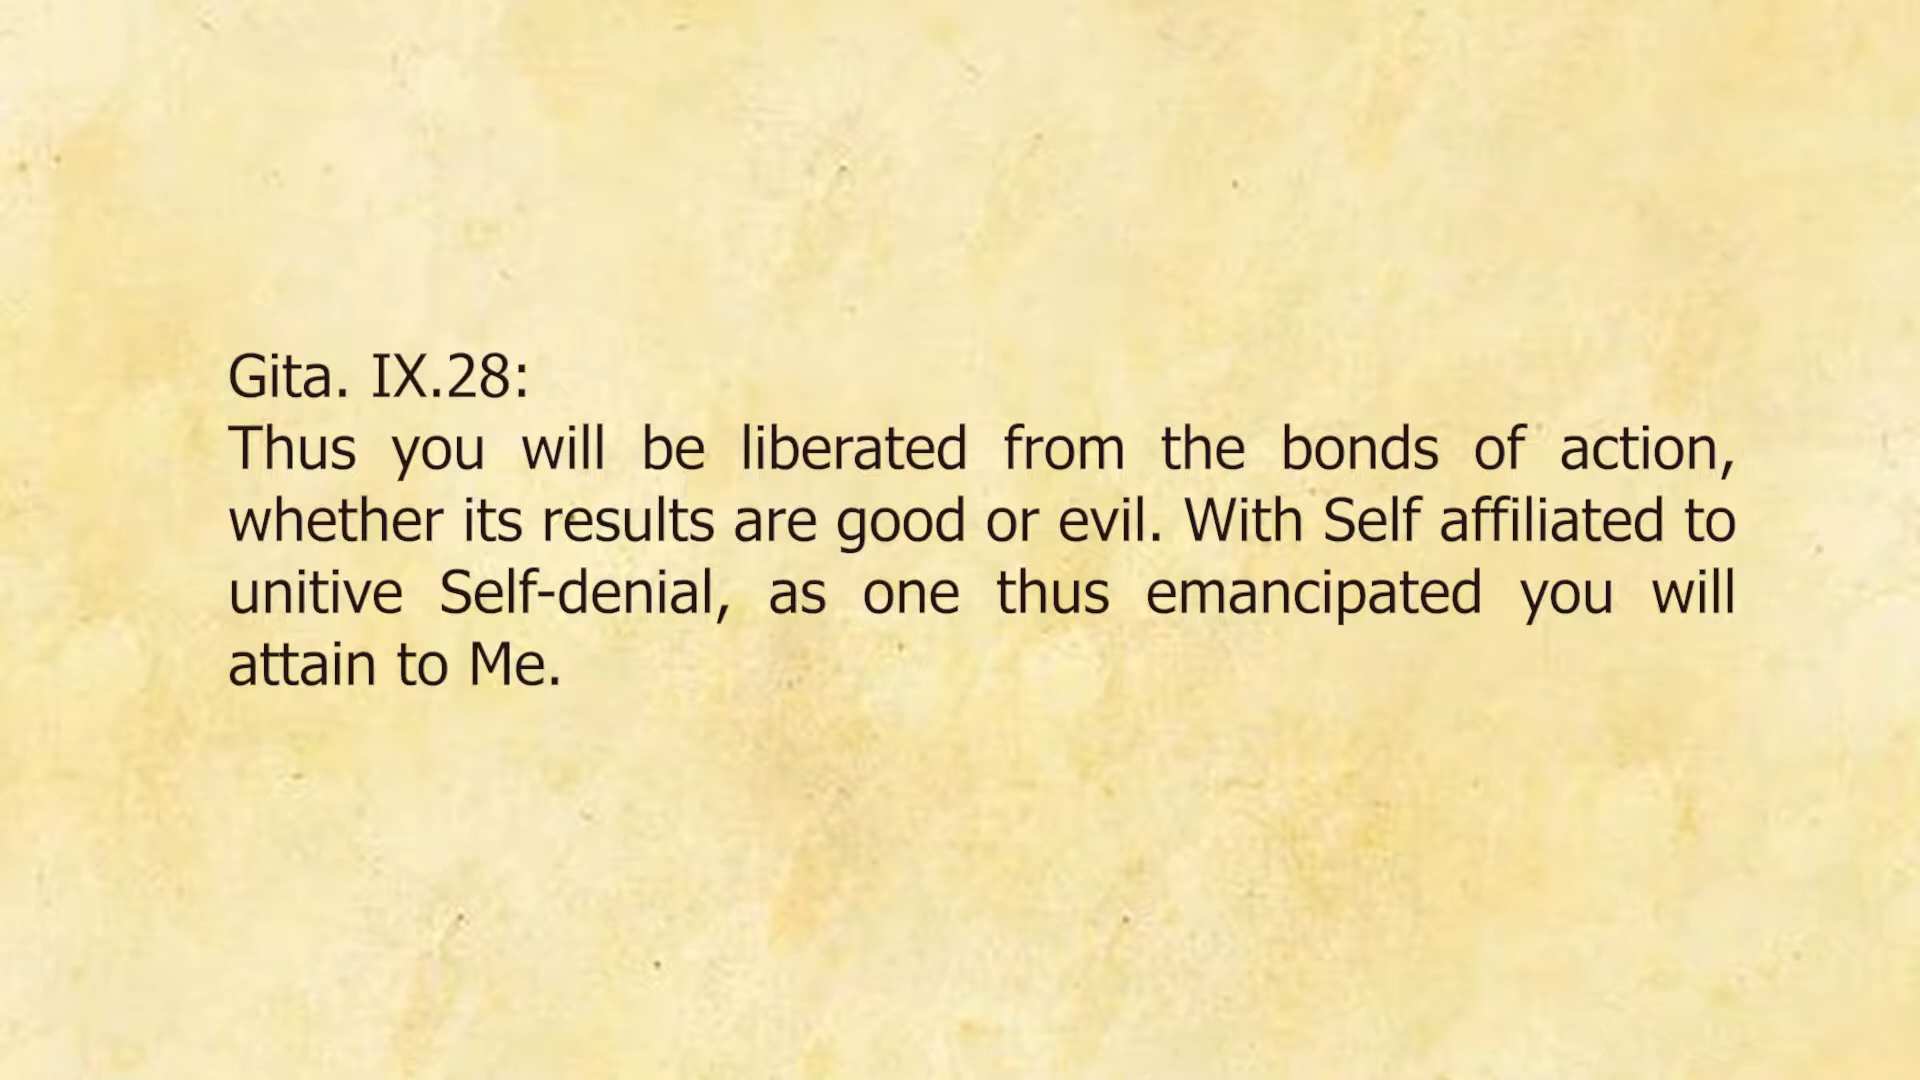 Gita. IX.28:
Thus you will be liberated from the bonds of action,
whether its results are good or evil. With Self affiliated to
unitive Self-denial, as one thus emancipated you will
attain to Me.